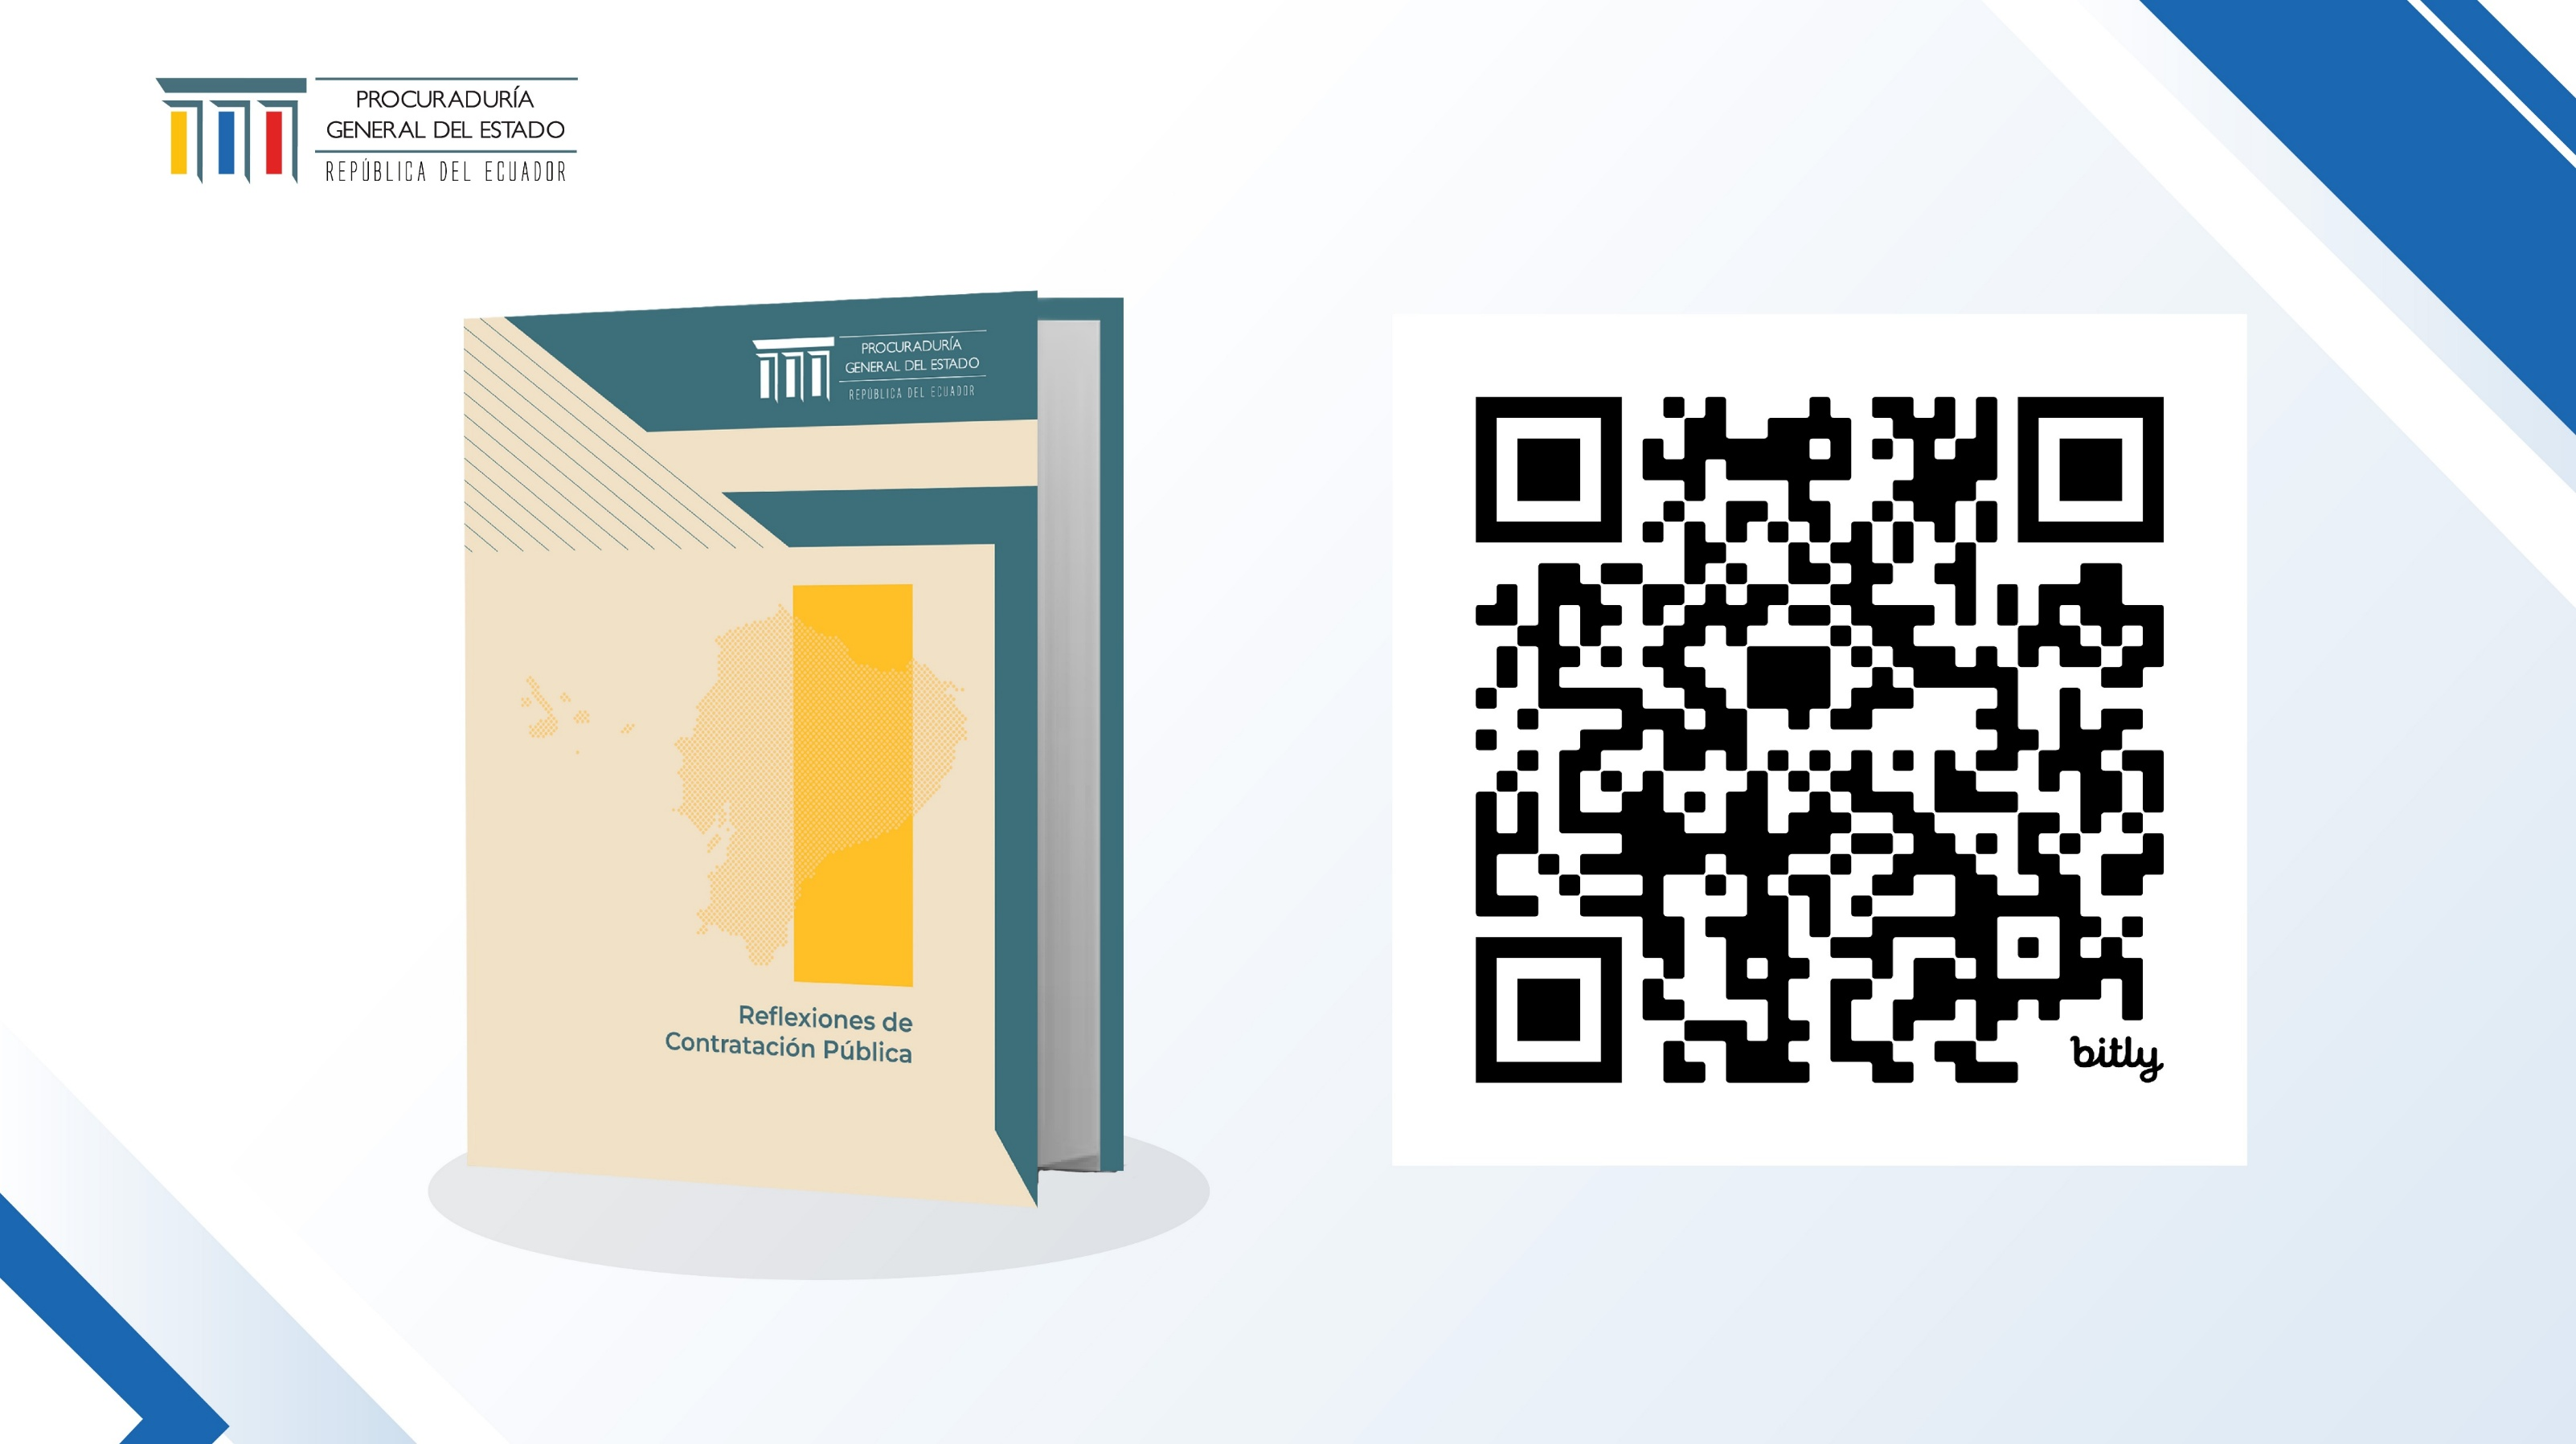 PROCURADURÍA
GENERAL DEL ESTADO
REPÚBLICA DEL ECUADOR
PROCURADURÍA
GENERAL DEL ESTADO
REPÚBLICA DEL ECUADOR
Reflexiones de
Contratación Pública
bitly